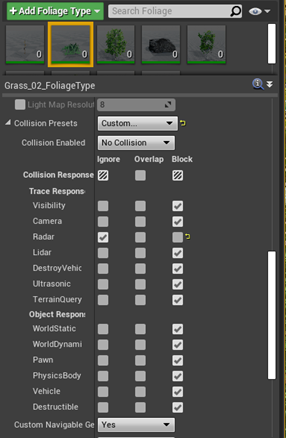 + Add Foliage Type
Search Foliage
0 0 0 0 0
Grass_02_FoliageType
Light Map Resolut 8
Collision Presets Custom...
Collision Enabled No Collision
Ignore Overlap Block
Collision Response
Trace Respons
Visibility
Camera
Radar
Lidar
DestroyVehic
Ultrasonic
TerrainQuery
Object Respon
WorldStatic
WorldDynami
Pawn
PhysicsBody
Vehicle
Destructible
Custom Navigable Ge Yes